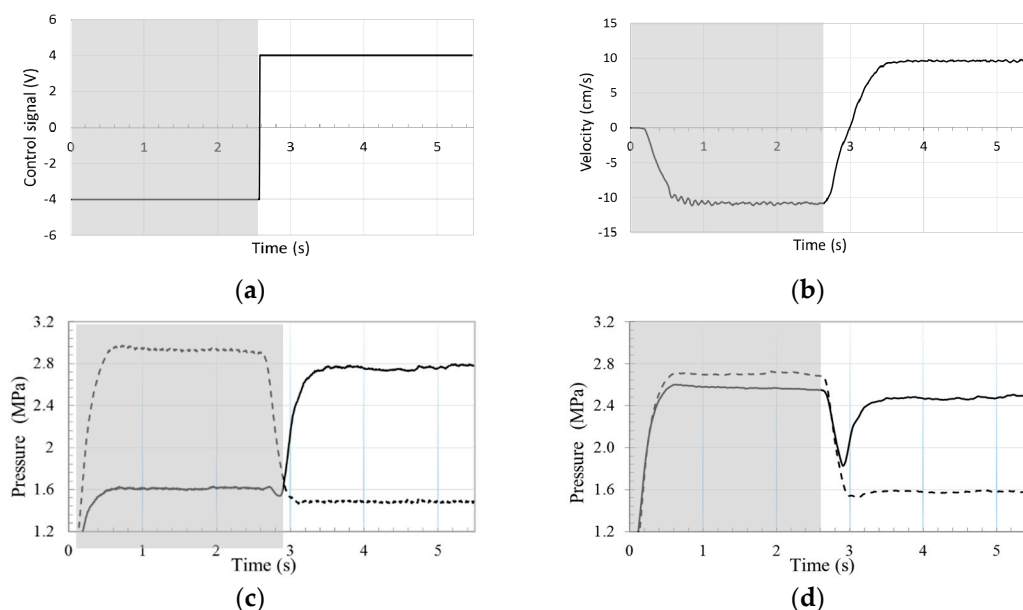 6
4
2
0
-2
-4
-6
0 1 2 3 4 5
Control signal (V)
Time (s)
(a)
15
10
5
0
-5
-10
-15
0 1 2 3 4 5
Velocity (cm/s)
Time (s)
(b)
3.2
2.8
2.4
2.0
1.6
1.2
0 1 2 3 4 5
Pressure (MPa)
Time (s)
(c)
3.2
2.8
2.4
2.0
1.6
1.2
0 1 2 3 4 5
Pressure (MPa)
Time (s)
(d)